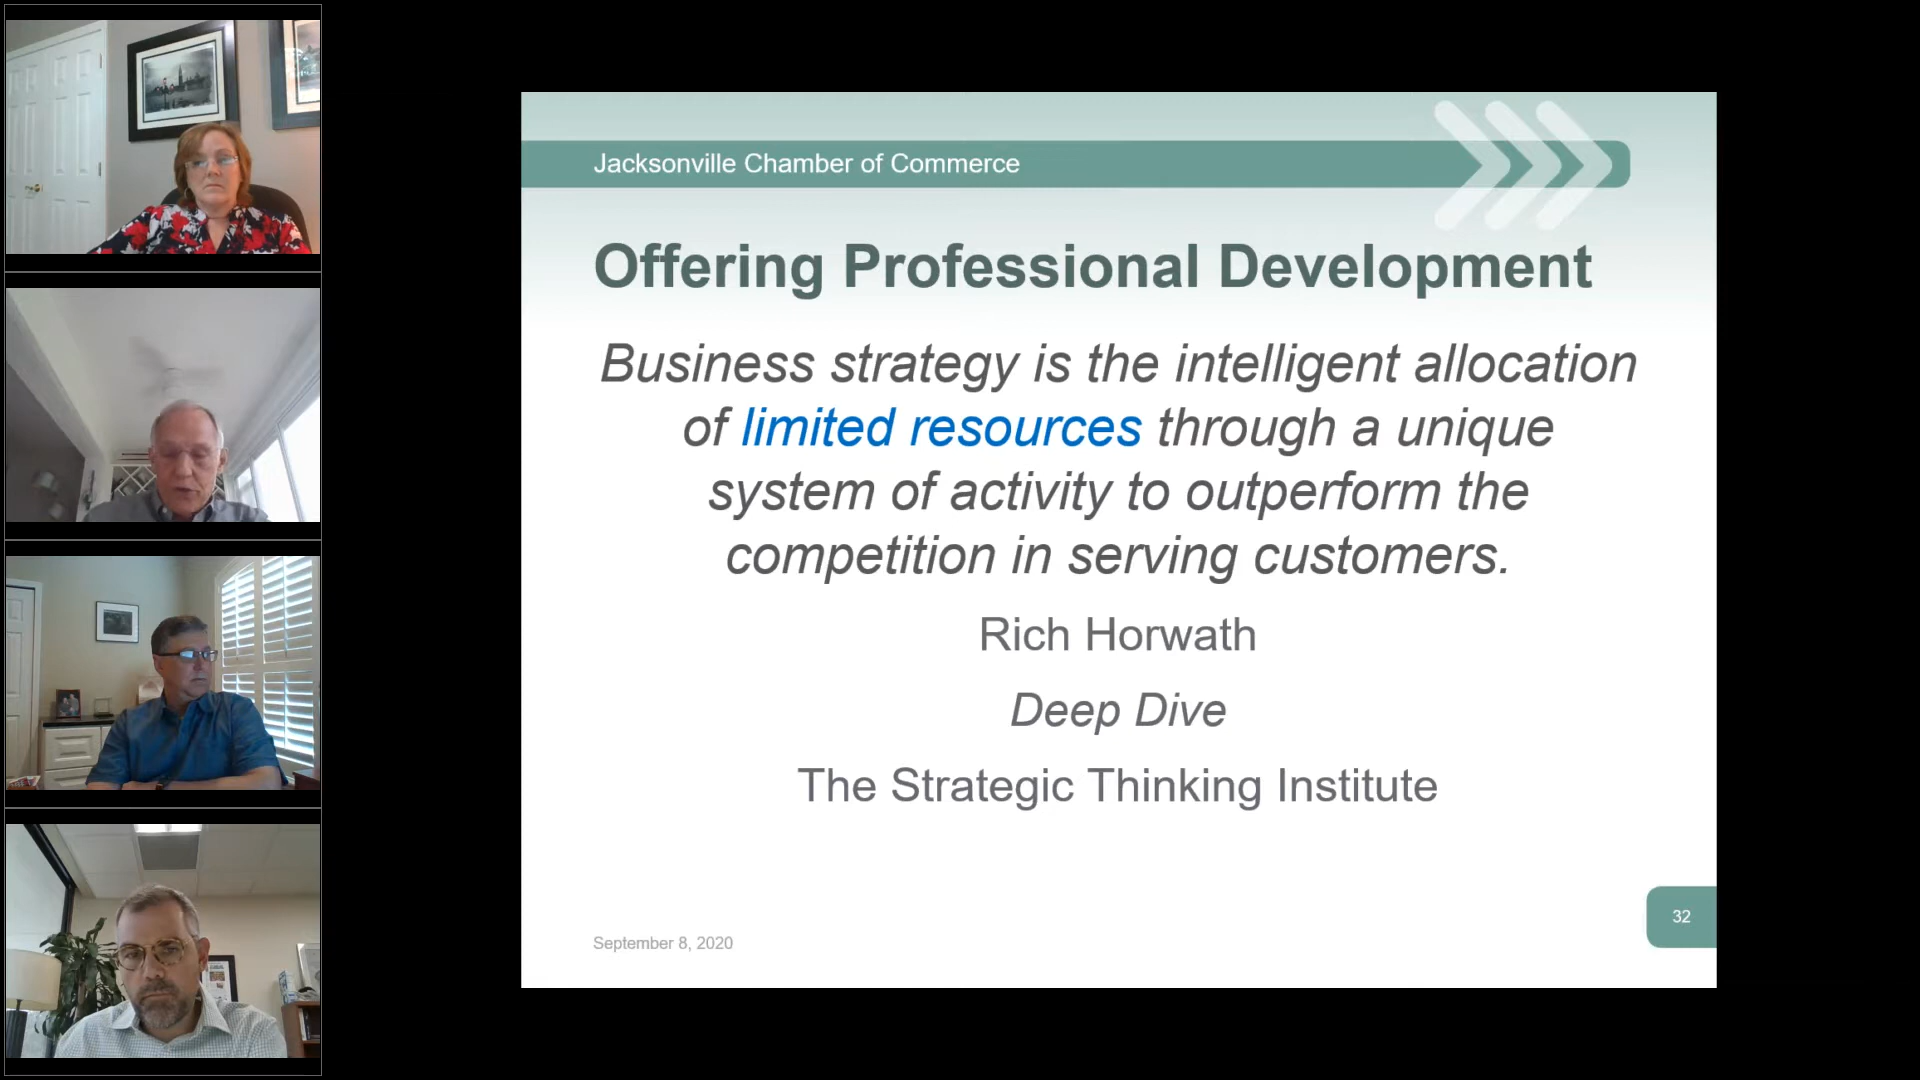 Jacksonville Chamber of Commerce
Offering Professional Development
Business strategy is the intelligent allocation
of limited resources through a unique
system of activity to outperform the
competition in serving customers.
Rich Horwath
Deep Dive
The Strategic Thinking Institute
32
September 8, 2020